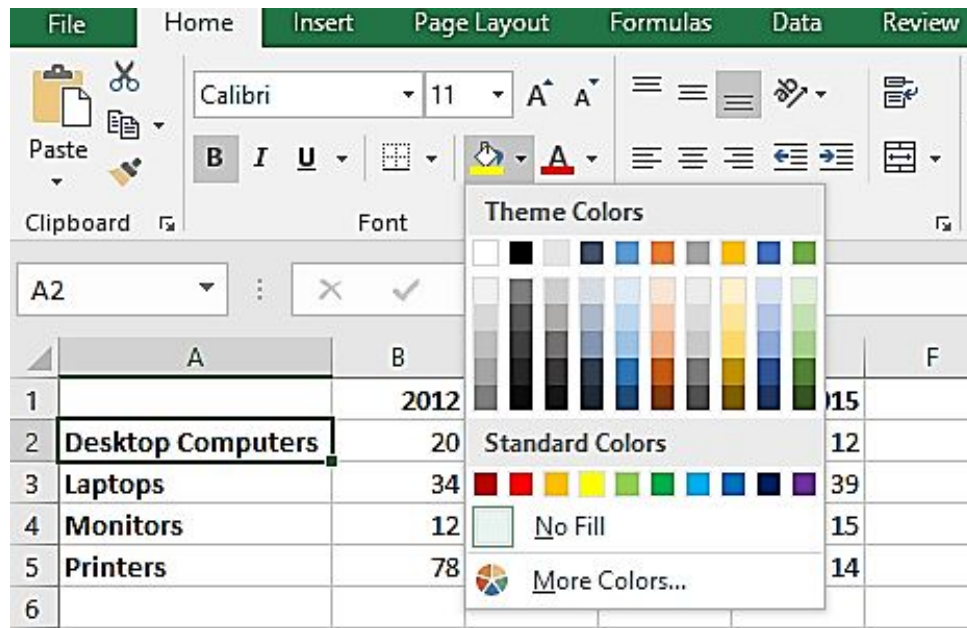 File Home Insert Page Layout Formulas Data Review
Calibri 11 A A
Paste B I U A
Clipboard Font Theme Colors
A2
A B F
1 2012 15
2 Desktop Computers 20 Standard Colors 12
3 Laptops 34 39
4 Monitors 12 No Fill 15
5 Printers 78 More Colors... 14
6